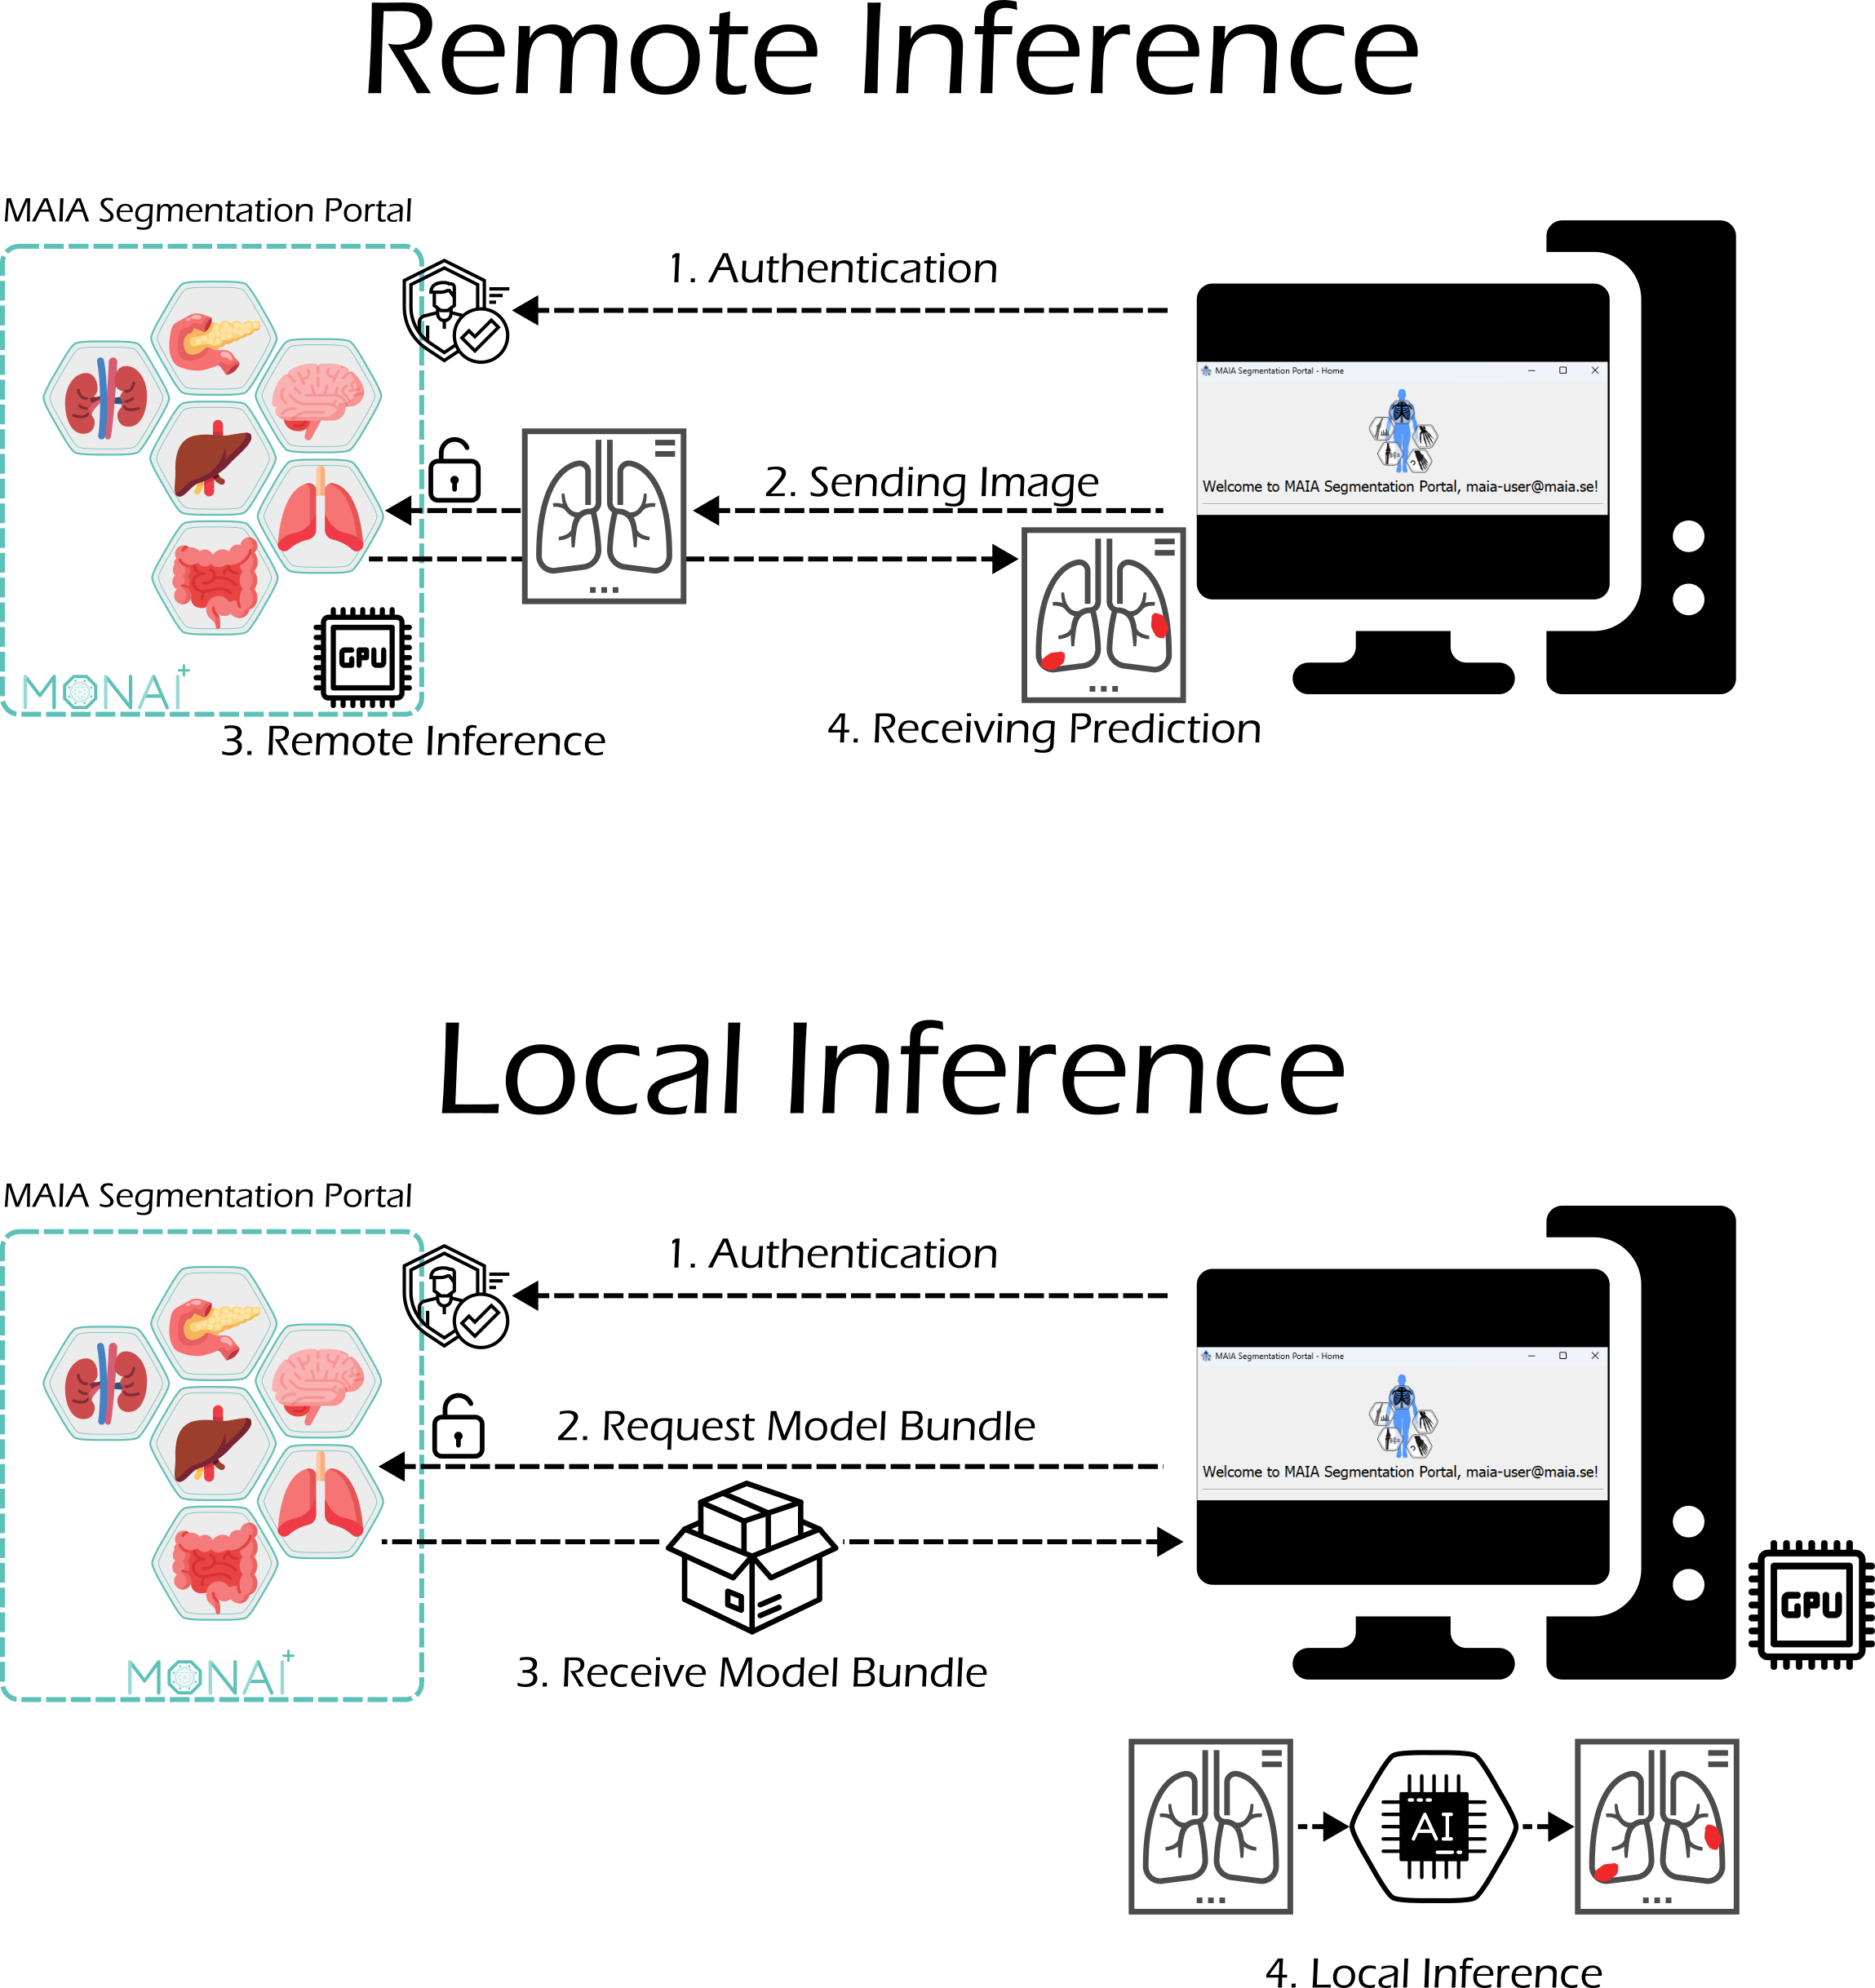 Remote Inference
MAIA Segmentation Portal
1. Authentication
MAIA Segmentation Portal - Home
2. Sending Image
Welcome to MAIA Segmentation Portal, maia-user@maia.se!
GPU
MONAI+
3. Remote Inference
4. Receiving Prediction
Local Inference
MAIA Segmentation Portal
1. Authentication
MAIA Segmentation Portal - Home
2. Request Model Bundle
Welcome to MAIA Segmentation Portal, maia-user@maia.se!
GPU
MONAI+
3. Receive Model Bundle
AI
4. Local Inference